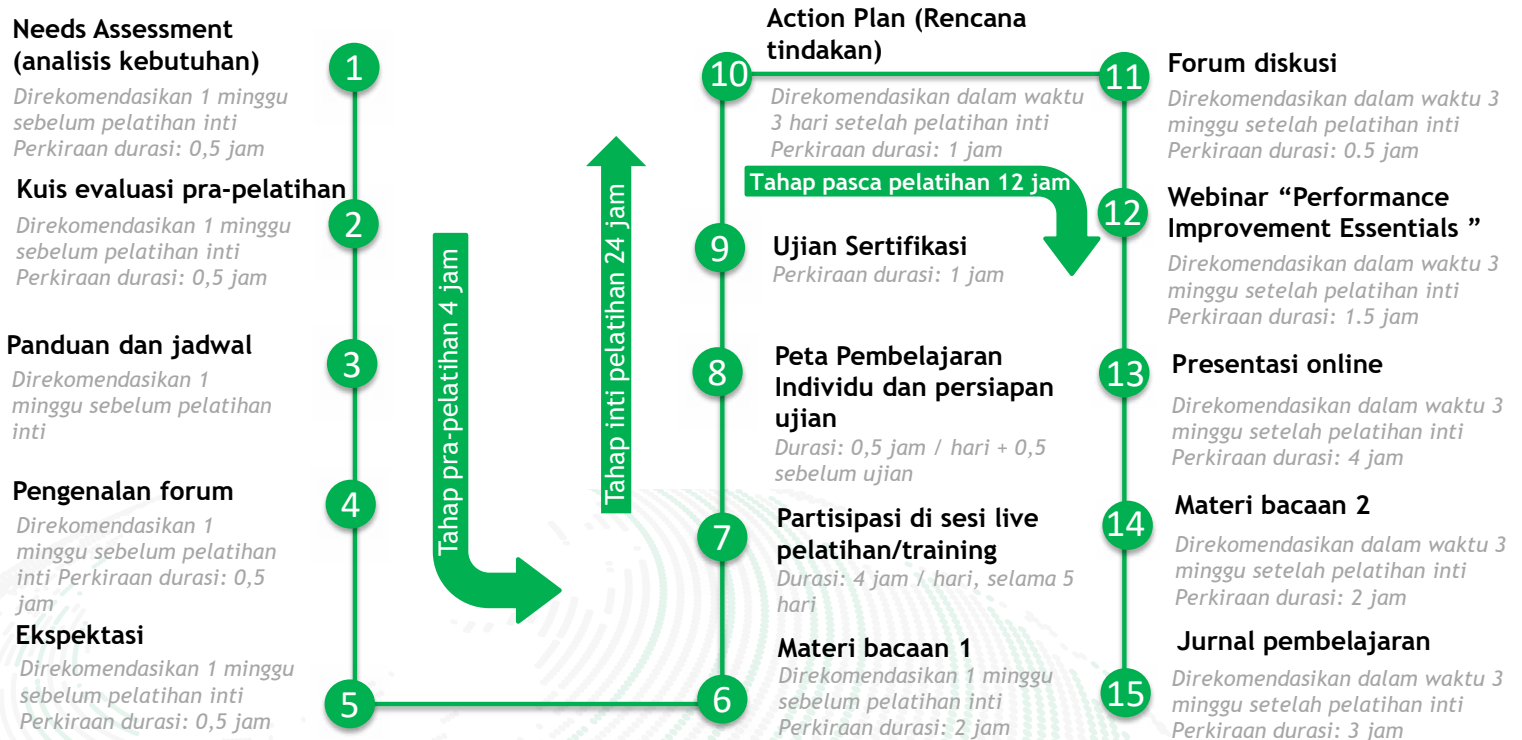 Needs Assessment
(analisis kebutuhan)
1
Direkomendasikan 1 minggu
sebelum pelatihan inti
Perkiraan durasi: 0,5 jam
Kuis evaluasi pra-pelatihan
2
Direkomendasikan 1 minggu
sebelum pelatihan inti
Perkiraan durasi: 0,5 jam
Panduan dan jadwal
3
Direkomendasikan 1
minggu sebelum pelatihan
inti
Pengenalan forum
4
Direkomendasikan 1
minggu sebelum pelatihan
inti Perkiraan durasi: 0,5
jam
Ekspektasi
5
Direkomendasikan 1 minggu
sebelum pelatihan inti
Perkiraan durasi: 0,5 jam
Tahap pra-pelatihan 4 jam
Tahap inti pelatihan 24 jam
6
Materi bacaan 1
Direkomendasikan 1 minggu
sebelum pelatihan inti
Perkiraan durasi: 2 jam
7
Partisipasi di sesi live
pelatihan/training
Durasi: 4 jam / hari, selama 5
hari
8
Peta Pembelajaran
Individu dan persiapan
ujian
Durasi: 0,5 jam / hari + 0,5
sebelum ujian
9
Ujian Sertifikasi
Perkiraan durasi: 1 jam
Action Plan (Rencana
tindakan)
10
Direkomendasikan dalam waktu
3 hari setelah pelatihan inti
Perkiraan durasi: 1 jam
Tahap pasca pelatihan 12 jam
11
Forum diskusi
Direkomendasikan dalam waktu 3
minggu setelah pelatihan inti
Perkiraan durasi: 0.5 jam
12
Webinar “Performance
Improvement Essentials ”
Direkomendasikan dalam waktu 3
minggu setelah pelatihan inti
Perkiraan durasi: 1.5 jam
13
Presentasi online
Direkomendasikan dalam waktu 3
minggu setelah pelatihan inti
Perkiraan durasi: 4 jam
14
Materi bacaan 2
Direkomendasikan dalam waktu 3
minggu setelah pelatihan inti
Perkiraan durasi: 2 jam
15
Jurnal pembelajaran
Direkomendasikan dalam waktu 3
minggu setelah pelatihan inti
Perkiraan durasi: 3 jam